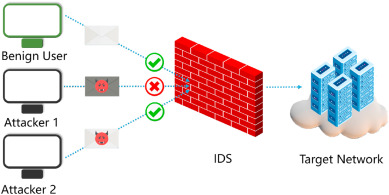 Benign User
Attacker 1
IDS
Target Network
Attacker 2